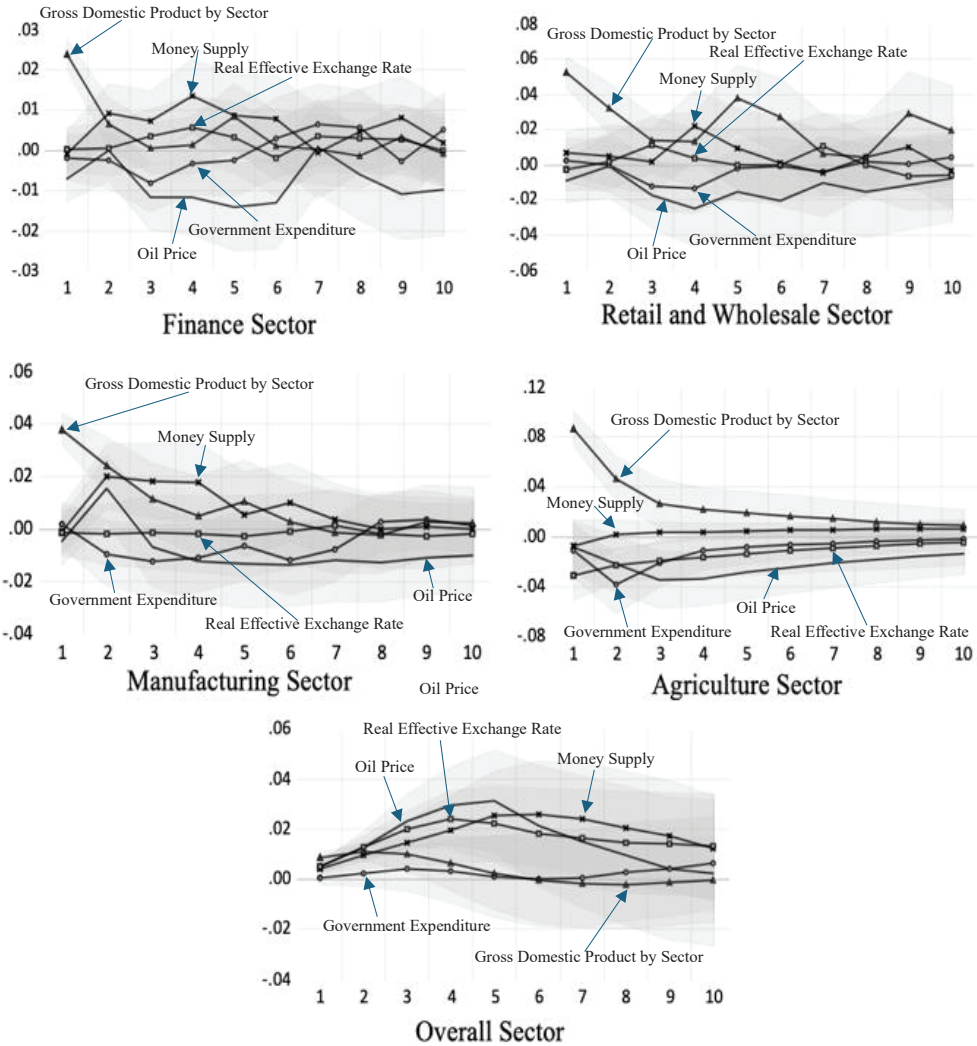 Gross Domestic Product by Sector
.03
Money Supply
.02
Real Effective Exchange Rate
.01
.00
-.01
-.02
Government Expenditure
Oil Price
-.03
1 2 3 4 5 6 7 8 9 10
Finance Sector
.08
Gross Domestic Product by Sector
Real Effective Exchange Rate
.06
Money Supply
.04
.02
.00
-.02
-.04
Government Expenditure
Oil Price
-.06
1 2 3 4 5 6 7 8 9 10
Retail and Wholesale Sector
.06
Gross Domestic Product by Sector
.04
Money Supply
.02
.00
-.02
Government Expenditure
Oil Price
Real Effective Exchange Rate
-.04
1 2 3 4 5 6 7 8 9 10
Manufacturing Sector
Oil Price
.12
Gross Domestic Product by Sector
.08
Money Supply
.04
.00
-.04
Oil Price
Government Expenditure
Real Effective Exchange Rate
-.08
1 2 3 4 5 6 7 8 9 10
Agriculture Sector
.06
Real Effective Exchange Rate
Money Supply
Oil Price
.04
.02
.00
Government Expenditure
-.02
Gross Domestic Product by Sector
-.04
1 2 3 4 5 6 7 8 9 10
Overall Sector